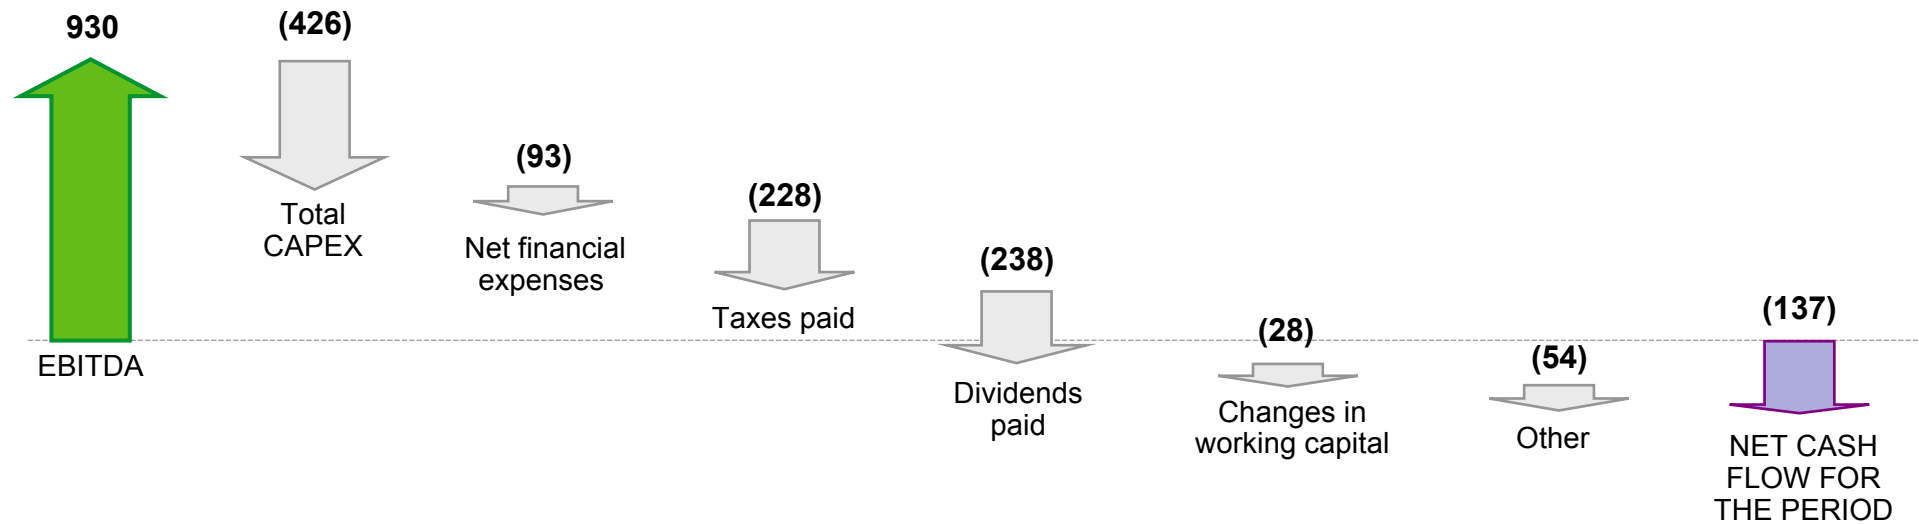 930
EBITDA
(426)
Total
CAPEX
(93)
Net financial
expenses
(228)
Taxes paid
(238)
Dividends
paid
(28)
Changes in
working capital
(54)
Other
(137)
NET CASH
FLOW FOR
THE PERIOD